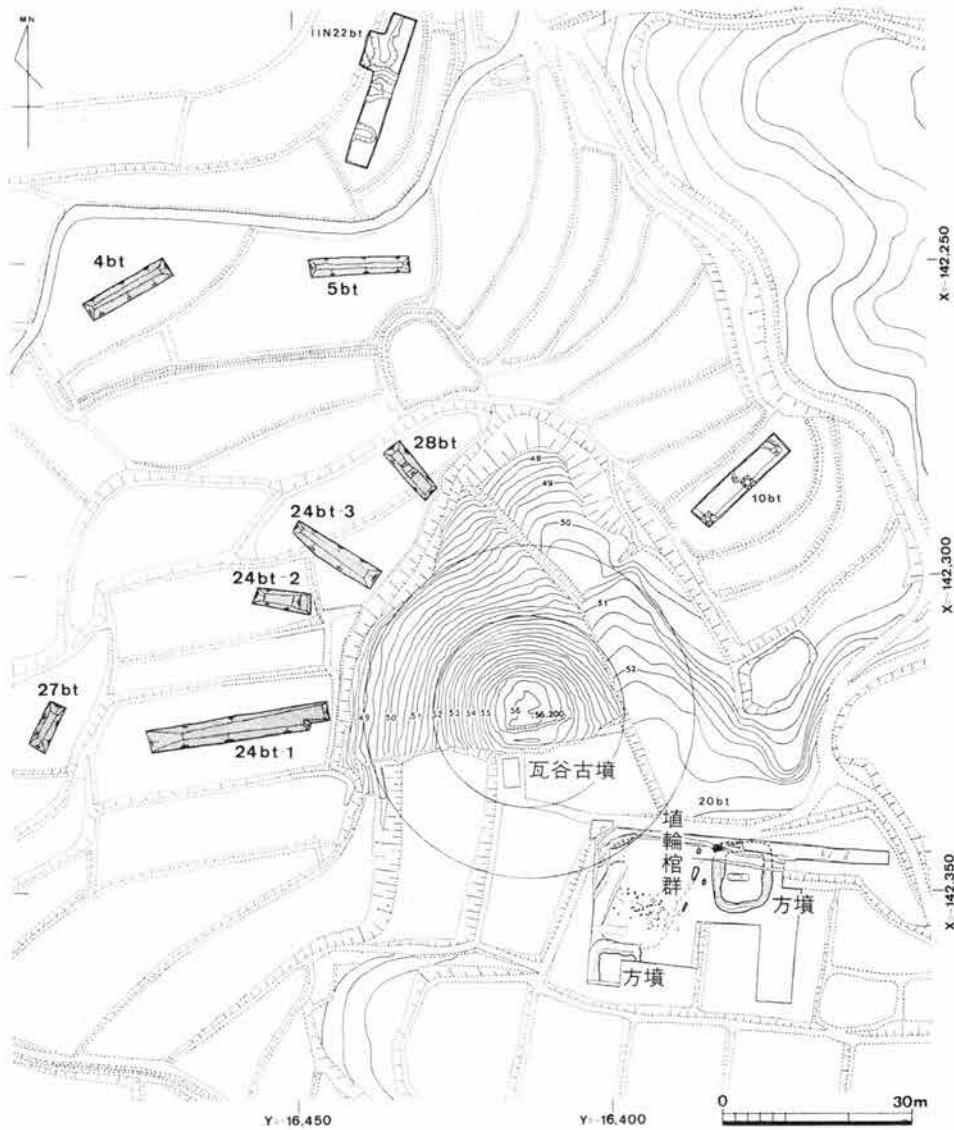 MN
11N22bt
4bt
5bt
X=-142,250
28bt
48
49
50
10bt
24bt-3
X=-142,300
24bt-2
51
52
27bt
24bt-1
49
50
51
52
53
54
55
56
56.200
瓦谷古墳
20bt
埴輪棺群
方墳
方墳
X=-142,350
0
30m
Y=-16,450
Y=-16,400